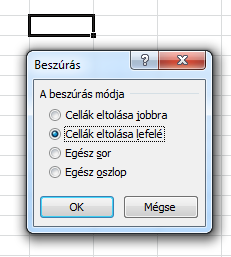 Beszúrás
A beszúrás módja
Cellák eltolása jobbra
Cellák eltolása lefelé
Egész sor
Egész oszlop
OK
Mégse